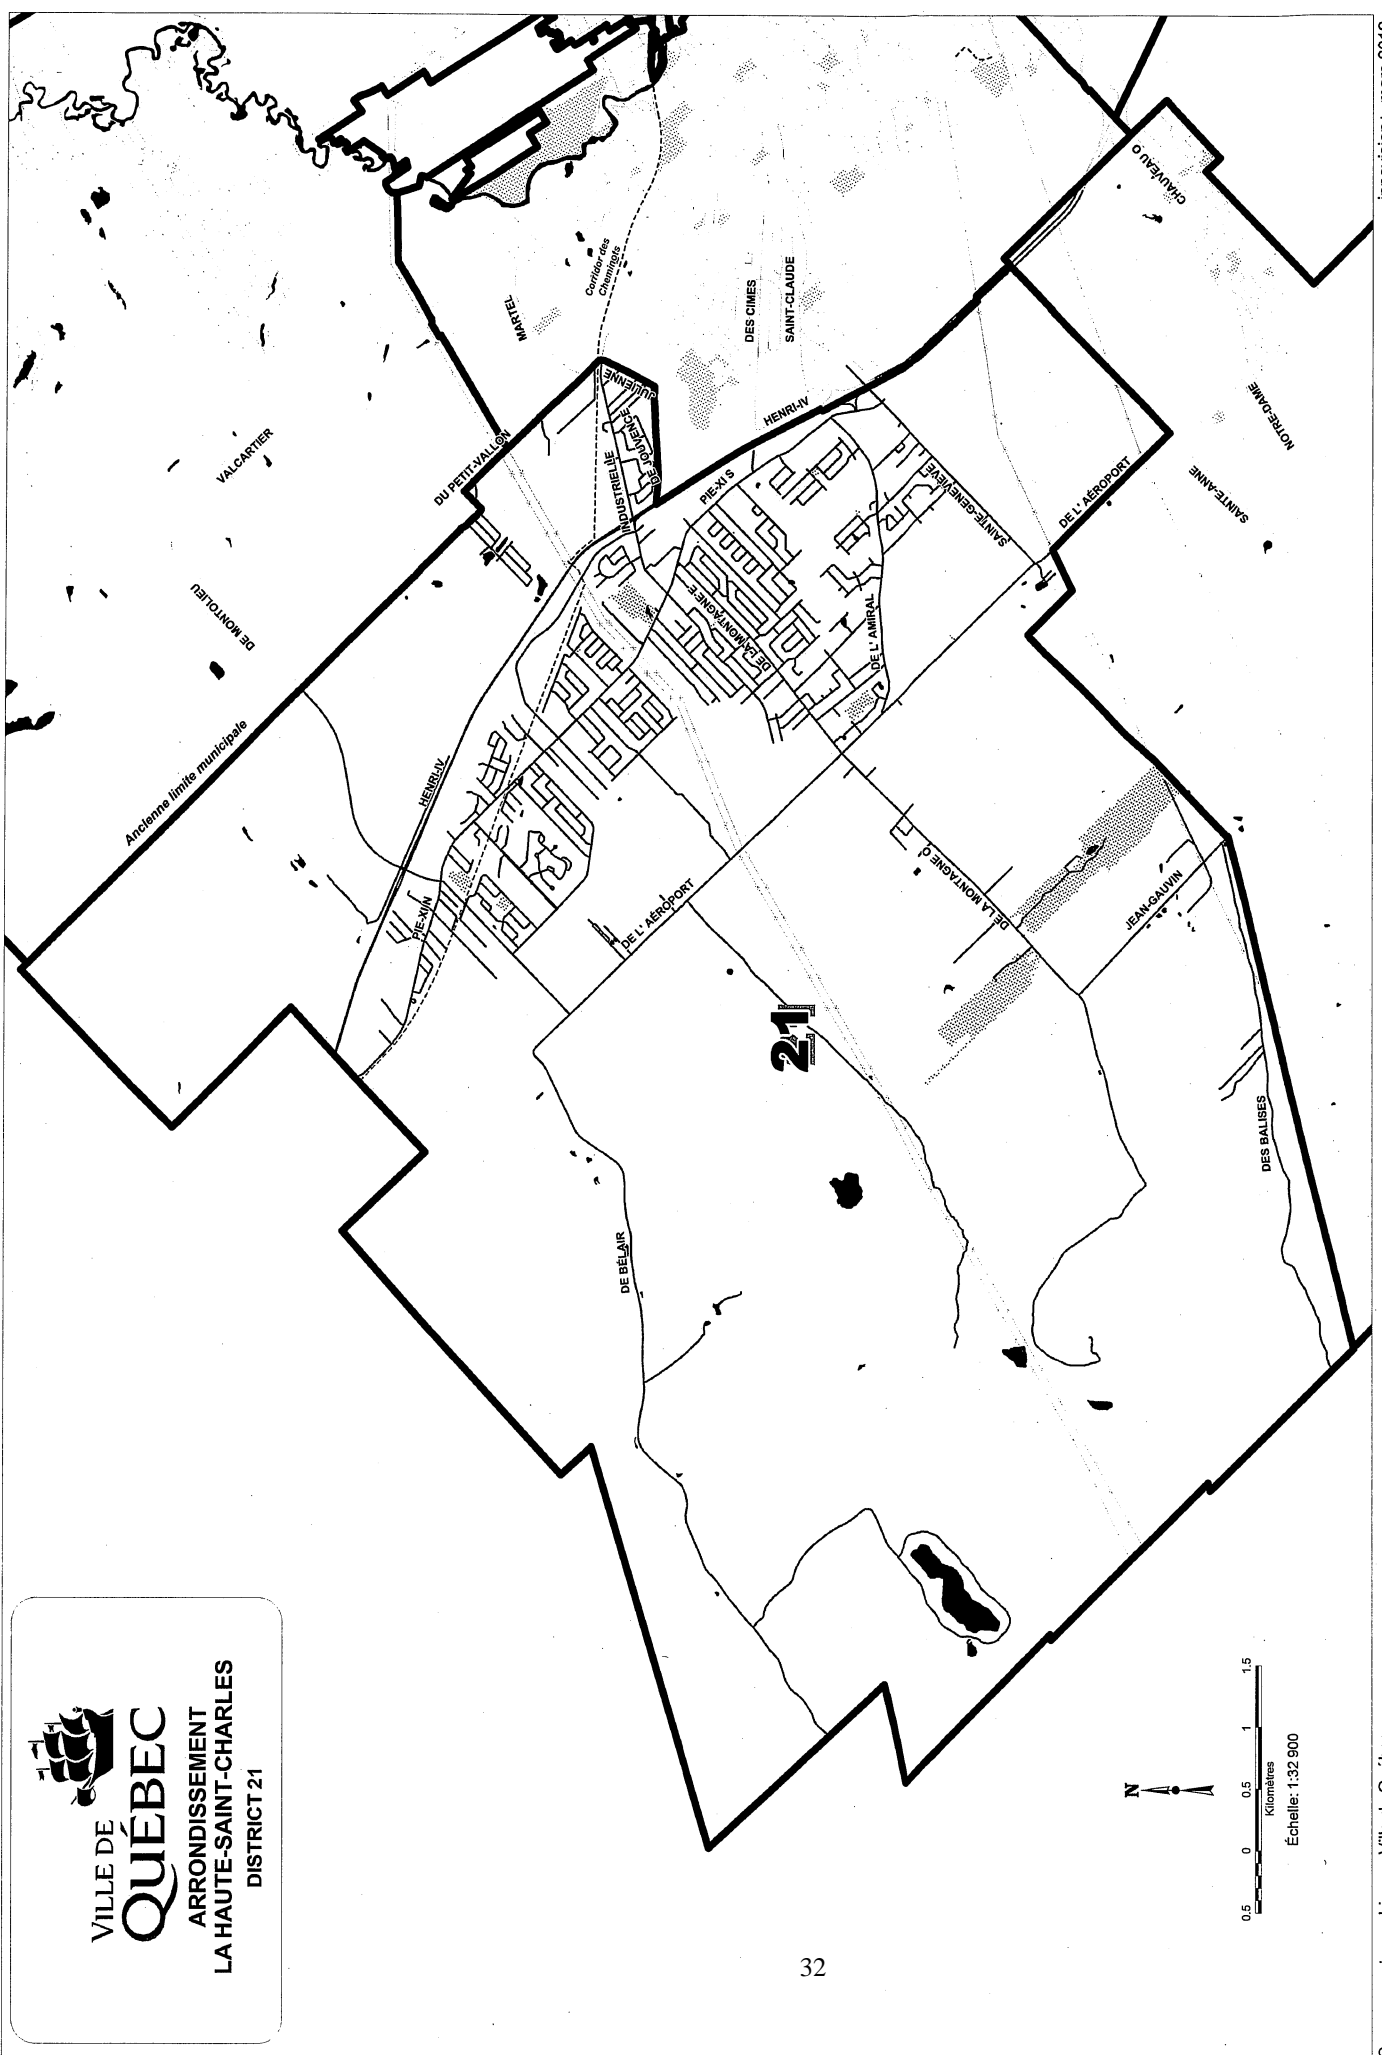 VILLE DE
QUÉBEC
ARRONDISSEMENT
LA HAUTE-SAINT-CHARLES
DISTRICT 21
VALCARTIER
DE MONTOLIEU
Ancienne limite municipale
DU PETIT-VALLON
MARTEL
Corridor des
Cheminots
JULIENNE
DE JOUVENCE
INDUSTRIELLE
DES CIMES
SAINT-CLAUDE
HENRI-IV
PIE-XI S
HENRI-IV
PIE-XI N
DE LA MONTAGNE E
DE L' AMIRAL
SAINTE-GENEVIÈVE
DE L' AÉROPORT
CHAUVEAU O
NOTRE-DAME
SAINTE-ANNE
DE L' AÉROPORT
DE LA MONTAGNE O
JEAN-GAUVIN
21
DE BÉLAIR
DES BALISES
N
0.5 0 0.5 1 1.5
Kilomètres
Échelle: 1:32 900
32